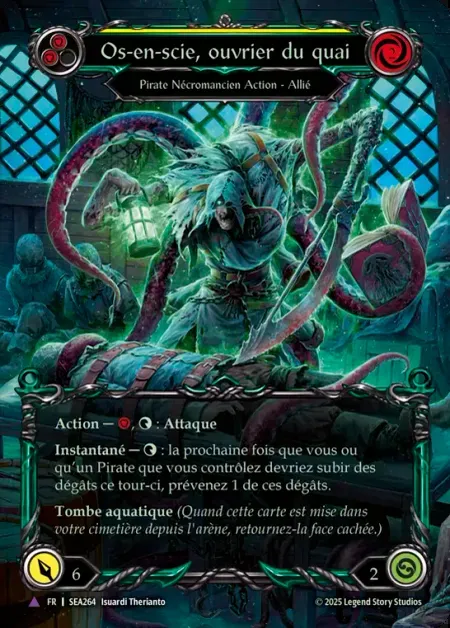 Os-en-scie, ouvrier du quai
Pirate Nécromancien Action - Allié
Action — , : Attaque
Instantané — : la prochaine fois que vous ou
qu'un Pirate que vous contrôlez devriez subir des
dégâts ce tour-ci, prévenez 1 de ces dégâts.
Tombe aquatique (Quand cette carte est mise dans
votre cimetière depuis l'arène, retournez-la face cachée.)
6
2
FR | SEA264 Isuardi Therianto
© 2025 Legend Story Studios